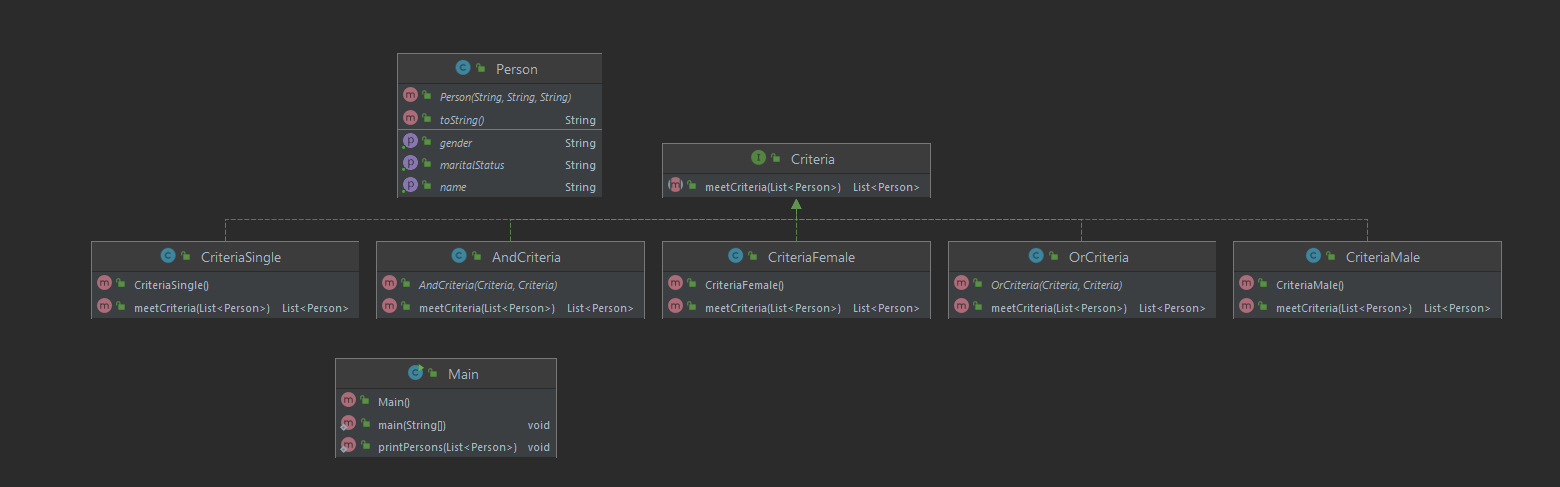 Person
Person(String, String, String)
toString() String
gender String
maritalStatus String
name String
Criteria
meetCriteria(List<Person>) List<Person>
CriteriaSingle
CriteriaSingle()
meetCriteria(List<Person>) List<Person>
AndCriteria
AndCriteria(Criteria, Criteria)
meetCriteria(List<Person>) List<Person>
CriteriaFemale
CriteriaFemale()
meetCriteria(List<Person>) List<Person>
OrCriteria
OrCriteria(Criteria, Criteria)
meetCriteria(List<Person>) List<Person>
CriteriaMale
CriteriaMale()
meetCriteria(List<Person>) List<Person>
Main
Main()
main(String[]) void
printPersons(List<Person>) void